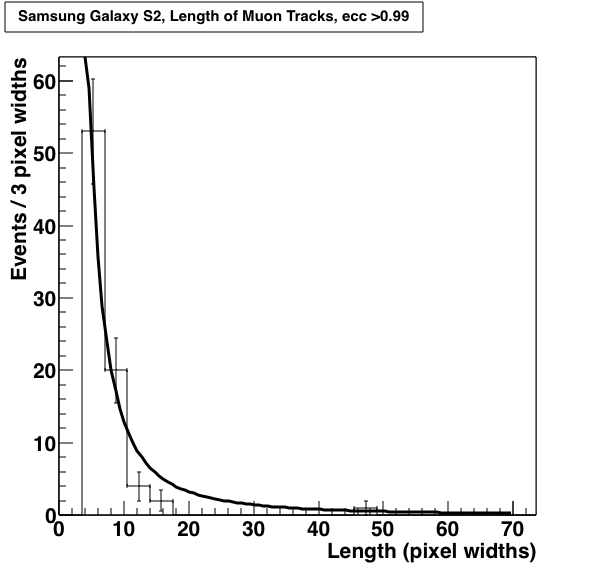 Samsung Galaxy S2, Length of Muon Tracks, ecc >0.99
Events / 3 pixel widths
60
50
40
30
20
10
0
0 10 20 30 40 50 60 70
Length (pixel widths)